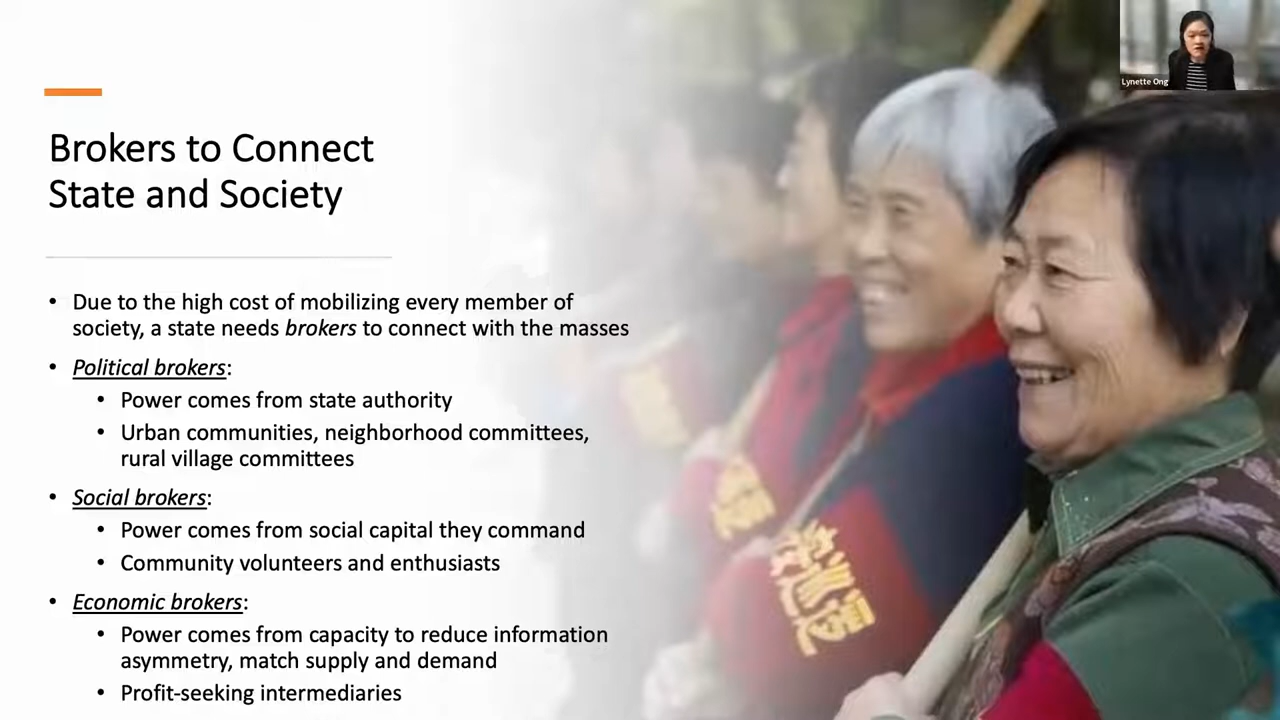 Lynette Ong
Brokers to Connect
State and Society
• Due to the high cost of mobilizing every member of
society, a state needs brokers to connect with the masses
• Political brokers:
• Power comes from state authority
• Urban communities, neighborhood committees,
rural village committees
• Social brokers:
• Power comes from social capital they command
• Community volunteers and enthusiasts
• Economic brokers:
• Power comes from capacity to reduce information
asymmetry, match supply and demand
• Profit-seeking intermediaries
巡逻